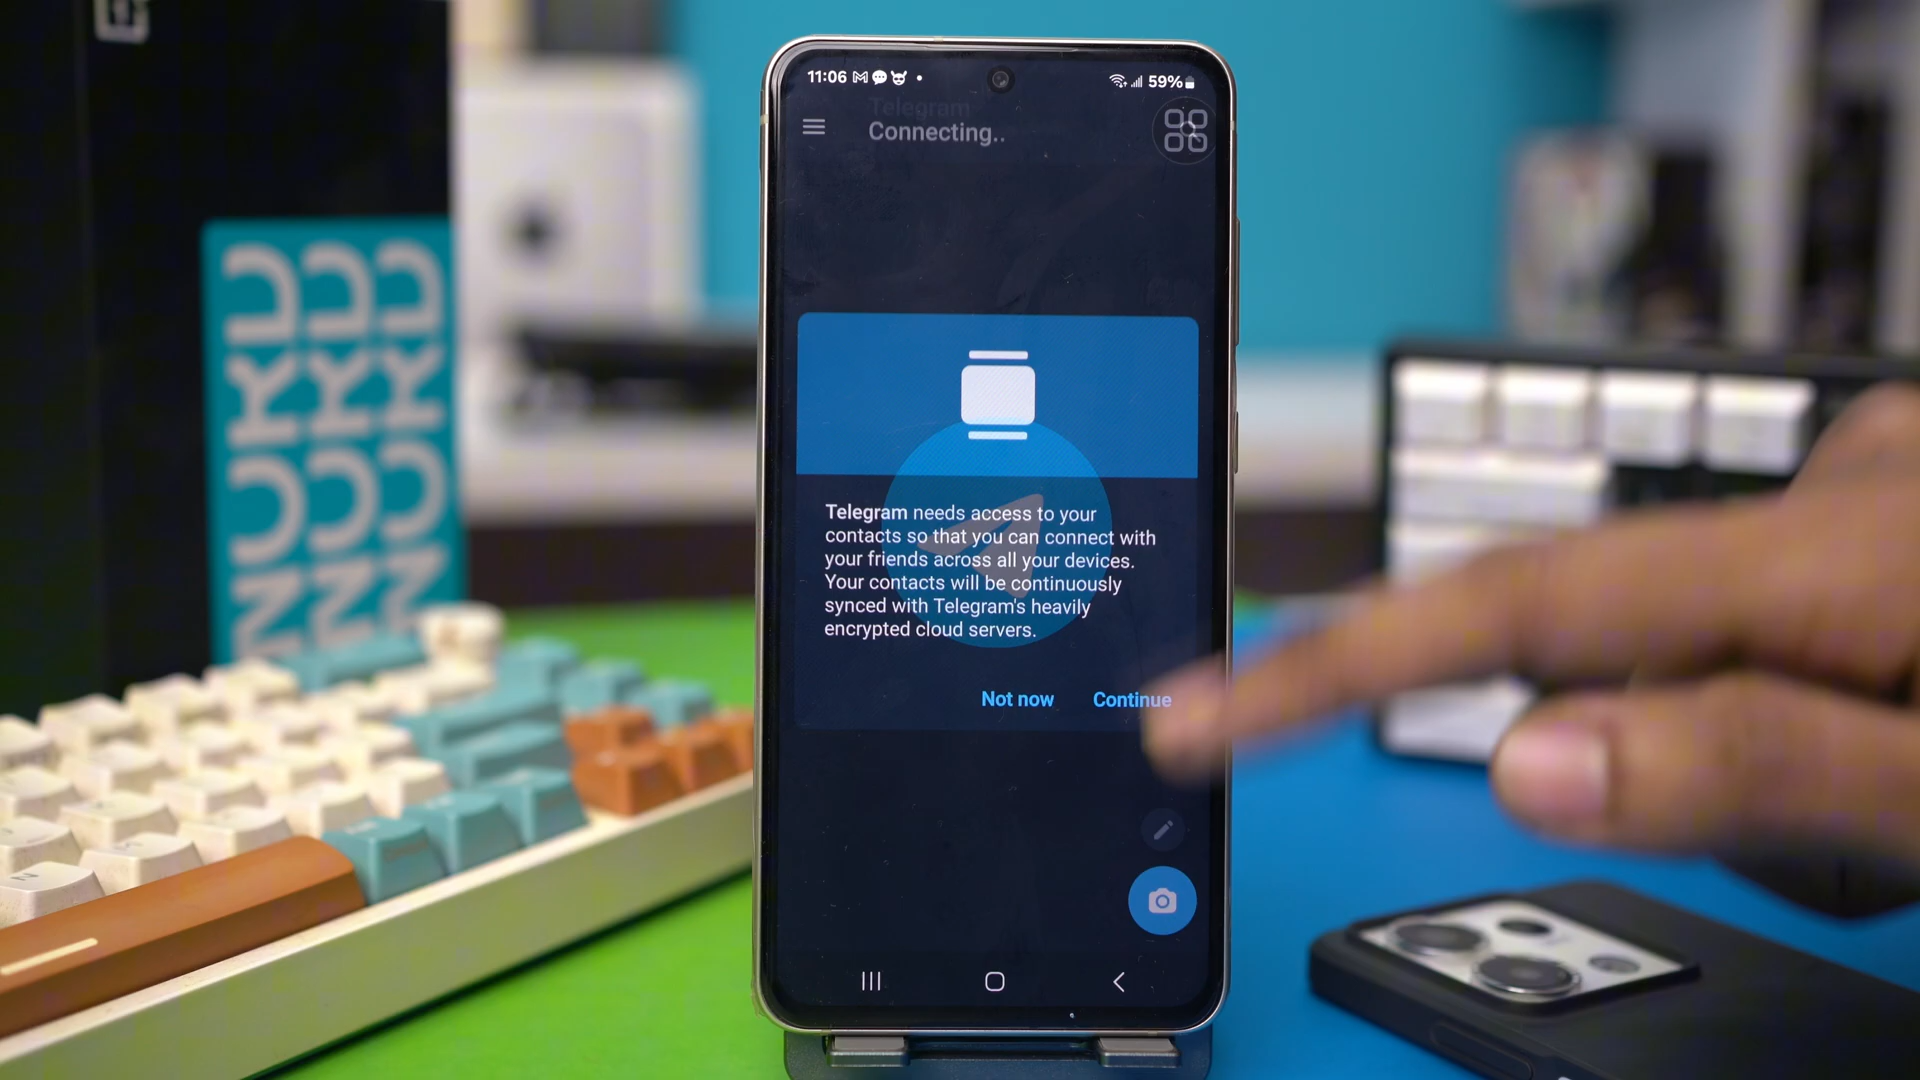 11:06
59%
Telegram
Connecting..
Telegram needs access to your
contacts so that you can connect with
your friends across all your devices.
Your contacts will be continuously
synced with Telegram's heavily
encrypted cloud servers.
Not now
Continue